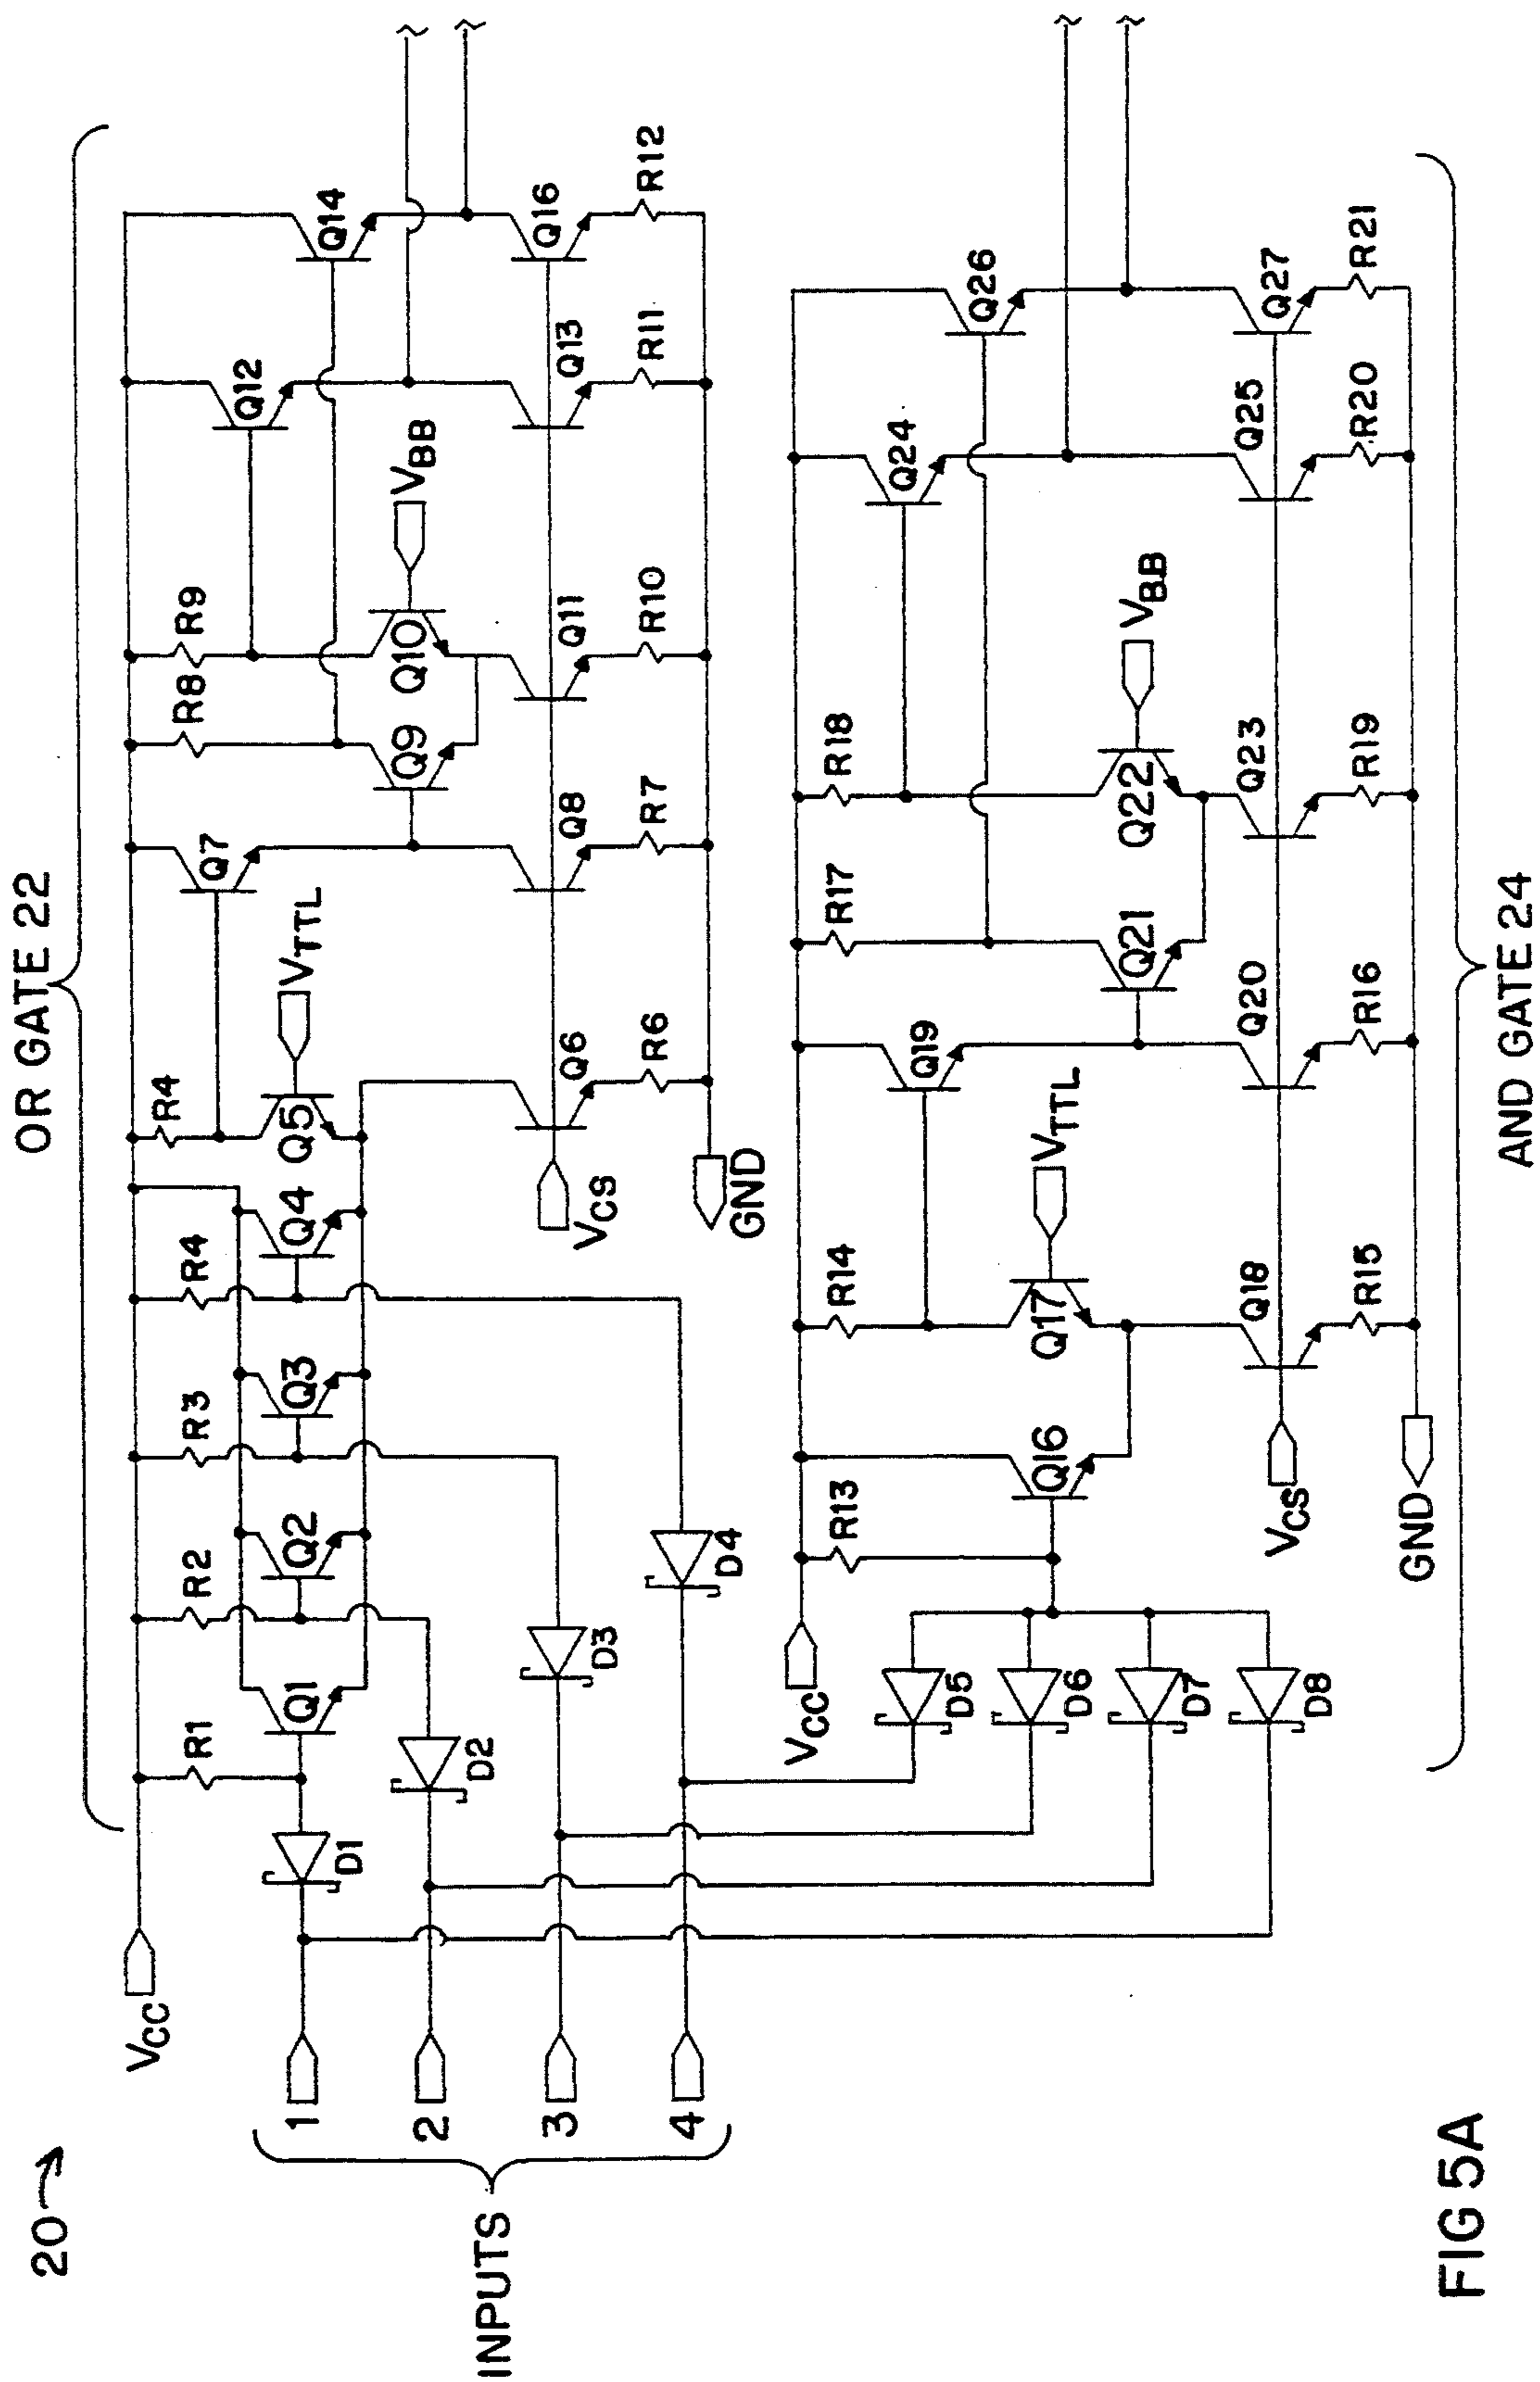 20
OR GATE 22
VCC
R1
R2
R3
R4
R4
R8
R9
Q1
Q2
Q3
Q4
Q5
VTTL
Q7
Q9
Q10
VBB
Q12
Q14
D1
D2
D3
D4
VCS
Q6
Q8
Q11
Q13
Q16
R6
R7
R10
R11
R12
GND
INPUTS
1
2
3
4
VCC
R13
R14
R17
R18
Q16
Q17
VTTL
Q19
Q21
Q22
VBB
Q24
Q26
D5
D6
D7
D8
VCS
Q18
Q20
Q23
Q25
Q27
R15
R16
R19
R20
R21
GND
AND GATE 24
FIG 5A